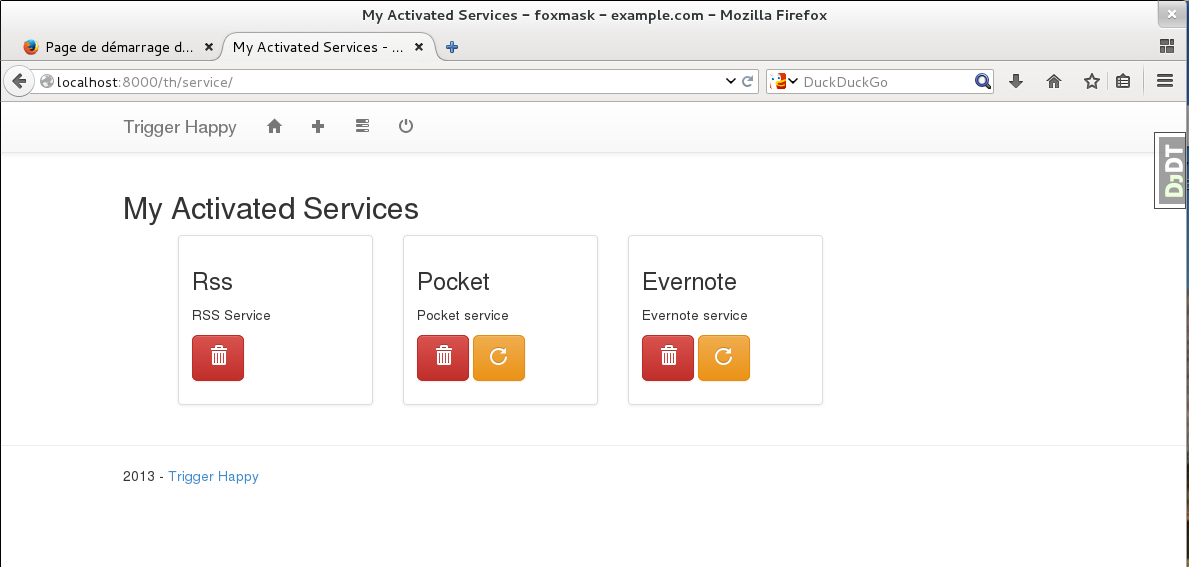 My Activated Services – foxmask – example.com – Mozilla Firefox
Page de démarrage d...
My Activated Services - ...
localhost:8000/th/service/
DuckDuckGo
Trigger Happy
DjDT
My Activated Services
Rss
Pocket
Evernote
RSS Service
Pocket service
Evernote service
2013 - Trigger Happy